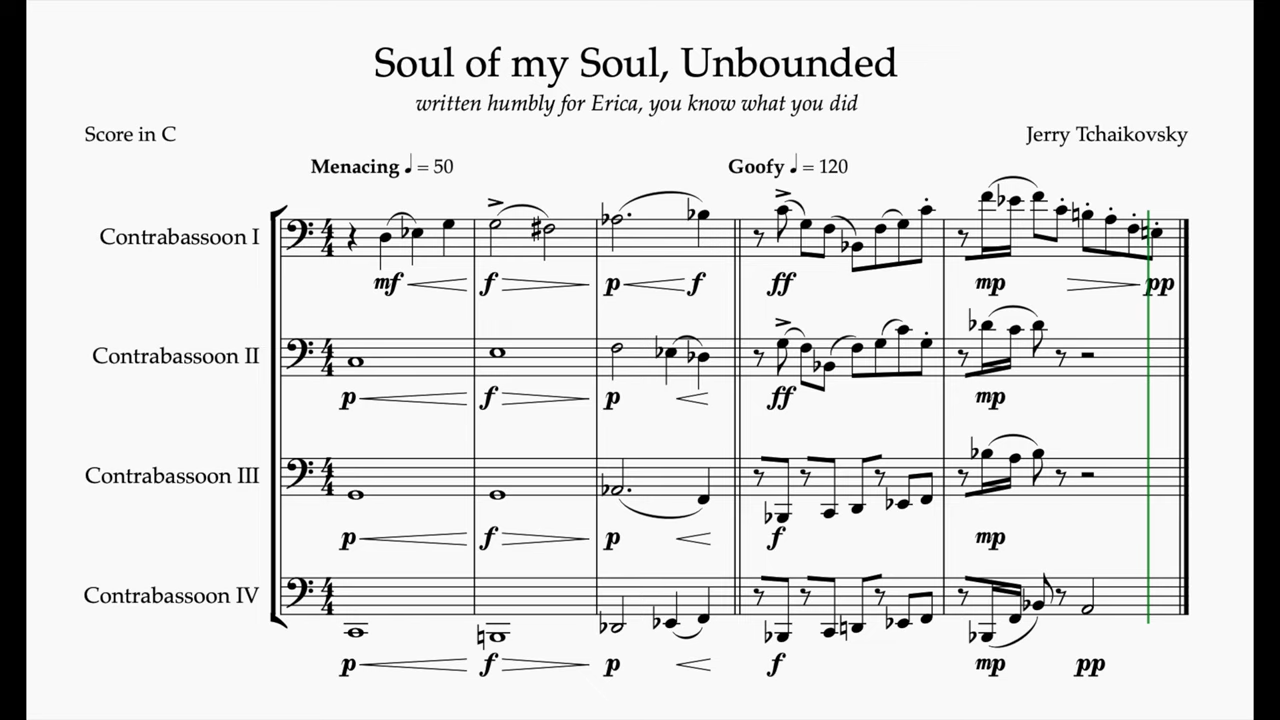 Soul of my Soul, Unbounded
written humbly for Erica, you know what you did
Score in C
Jerry Tchaikovsky
Menacing ♩ = 50
Goofy ♩ = 120
Contrabassoon I
mf f p f ff mp pp
Contrabassoon II
p f p ff mp
Contrabassoon III
p f p f mp
Contrabassoon IV
p f p f mp pp